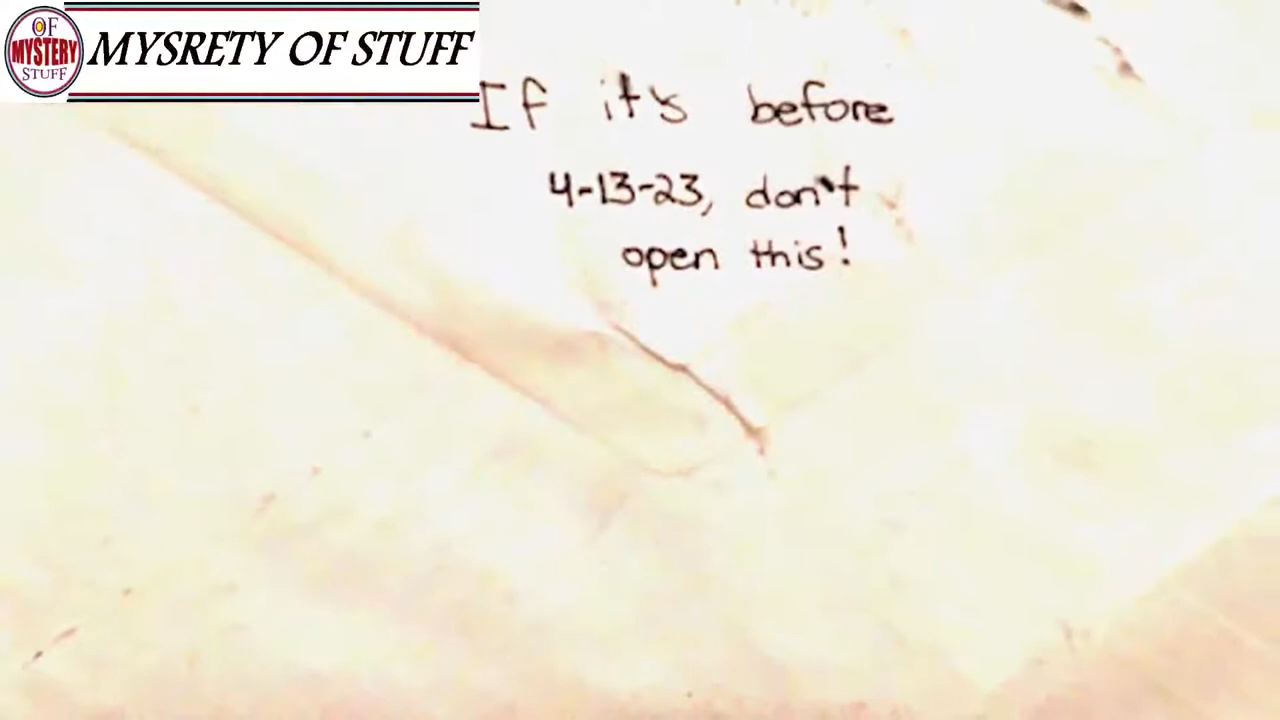 OF
MYSTERY
STUFF
MYSRETY OF STUFF
If it's before
4-13-23, don't
open this!